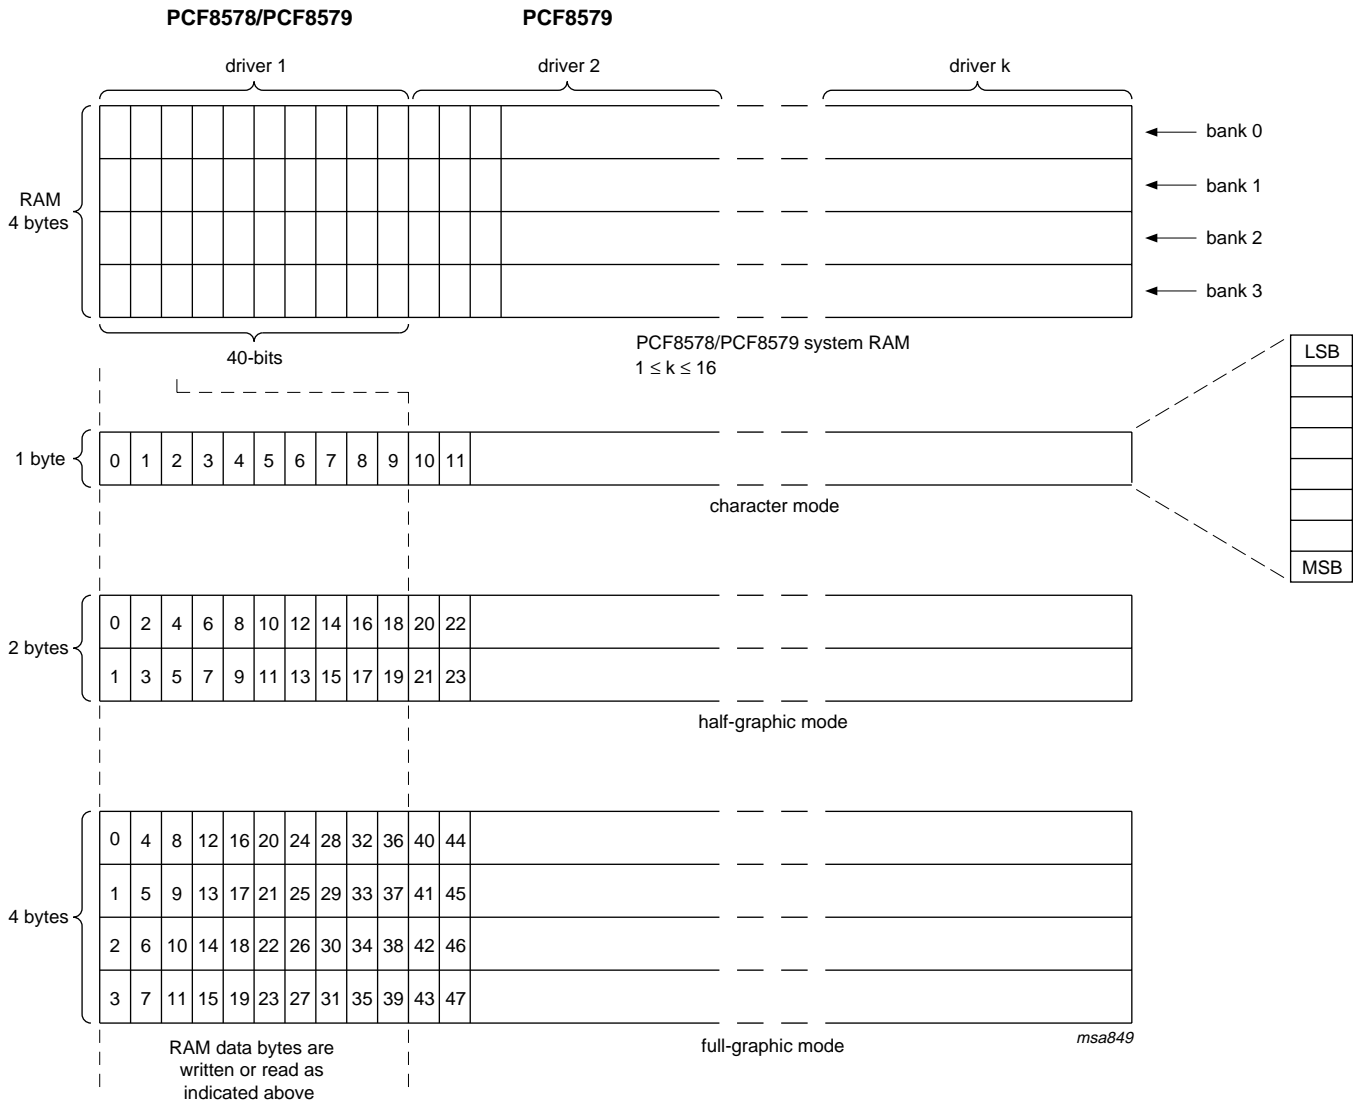 PCF8578/PCF8579 PCF8579
driver 1 driver 2 driver k
bank 0
bank 1
RAM
4 bytes
bank 2
bank 3
40-bits
PCF8578/PCF8579 system RAM
1 ≤ k ≤ 16
LSB
1 byte 0 1 2 3 4 5 6 7 8 9 10 11
character mode
MSB
0 2 4 6 8 10 12 14 16 18 20 22
2 bytes
1 3 5 7 9 11 13 15 17 19 21 23
half-graphic mode
0 4 8 12 16 20 24 28 32 36 40 44
1 5 9 13 17 21 25 29 33 37 41 45
4 bytes
2 6 10 14 18 22 26 30 34 38 42 46
3 7 11 15 19 23 27 31 35 39 43 47
full-graphic mode
msa849
RAM data bytes are
written or read as
indicated above